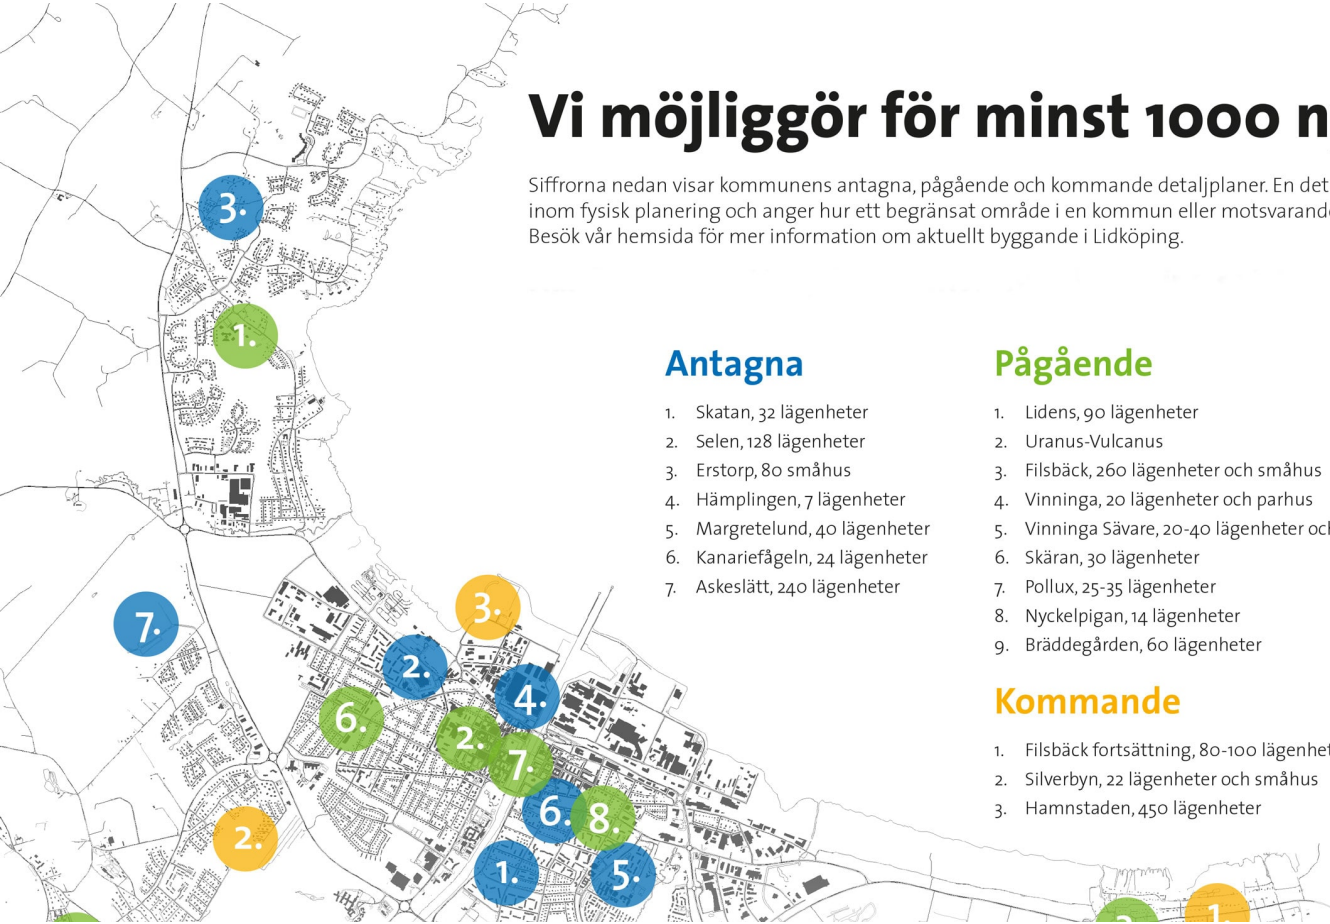 Vi möjliggör för minst 1000 n
Siffrorna nedan visar kommunens antagna, pågående och kommande detaljplaner. En det
inom fysisk planering och anger hur ett begränsat område i en kommun eller motsvarand
Besök vår hemsida för mer information om aktuellt byggande i Lidköping.
Antagna
1. Skatan, 32 lägenheter
2. Selen, 128 lägenheter
3. Erstorp, 80 småhus
4. Hämplingen, 7 lägenheter
5. Margretelund, 40 lägenheter
6. Kanariefågeln, 24 lägenheter
7. Askeslätt, 240 lägenheter
Pågående
1. Lidens, 90 lägenheter
2. Uranus-Vulcanus
3. Filsbäck, 260 lägenheter och småhus
4. Vinninga, 20 lägenheter och parhus
5. Vinninga Sävare, 20-40 lägenheter och
6. Skäran, 30 lägenheter
7. Pollux, 25-35 lägenheter
8. Nyckelpigan, 14 lägenheter
9. Bräddegården, 60 lägenheter
Kommande
1. Filsbäck fortsättning, 80-100 lägenhet
2. Silverbyn, 22 lägenheter och småhus
3. Hamnstaden, 450 lägenheter
3.
1.
7.
3.
2.
4.
6.
2.
7.
6.
8.
2.
1.
5.
1.